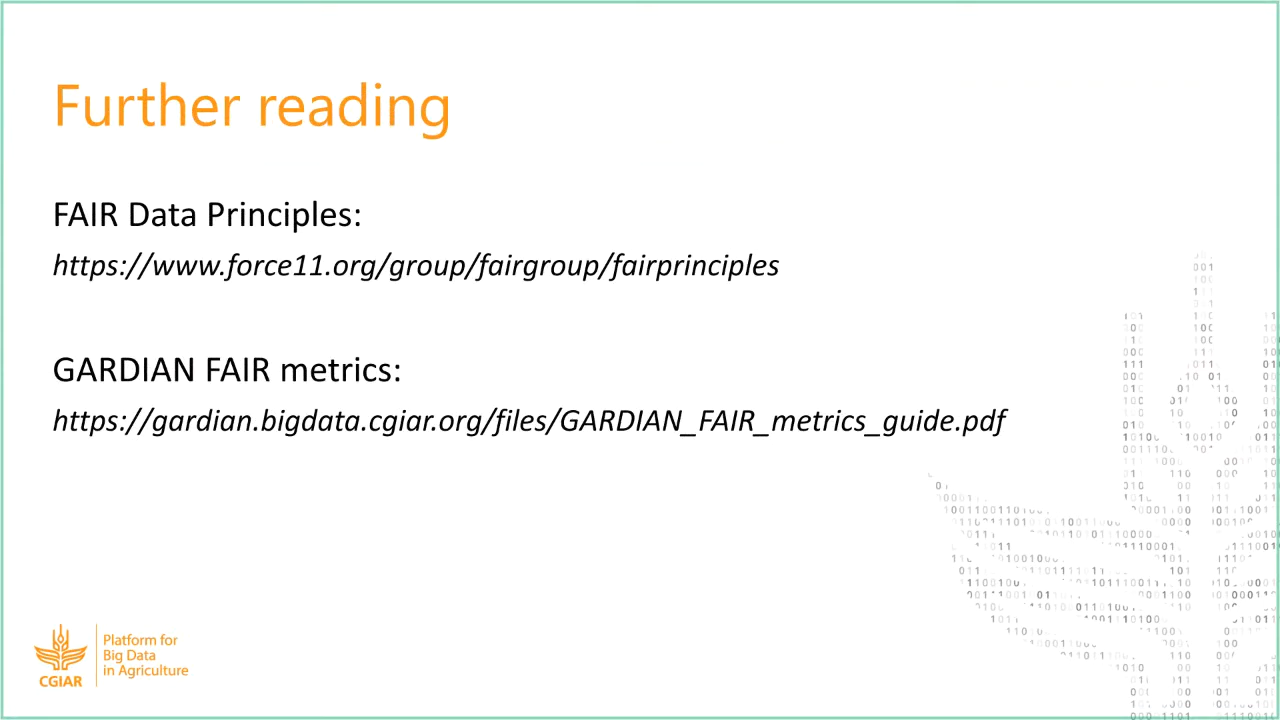 Further reading
FAIR Data Principles:
https://www.force11.org/group/fairgroup/fairprinciples
GARDIAN FAIR metrics:
https://gardian.bigdata.cgiar.org/files/GARDIAN_FAIR_metrics_guide.pdf
CGIAR
Platform for
Big Data
in Agriculture